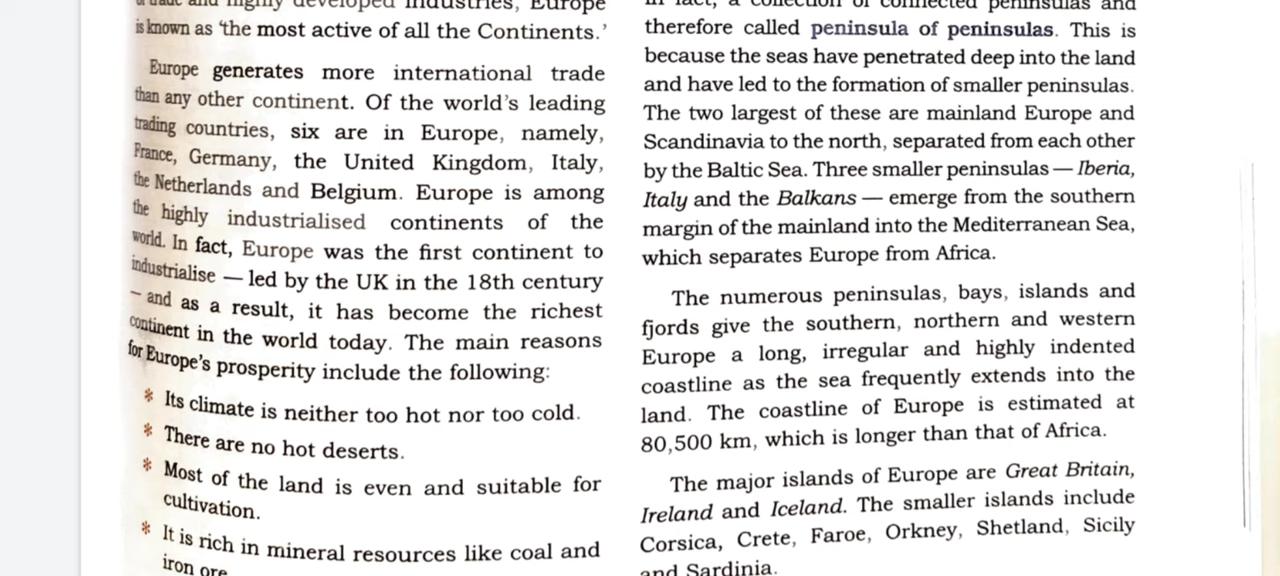 of trade and highly developed industries, Europe
is known as ‘the most active of all the Continents.’
Europe generates more international trade
than any other continent. Of the world’s leading
trading countries, six are in Europe, namely,
France, Germany, the United Kingdom, Italy,
the Netherlands and Belgium. Europe is among
the highly industrialised continents of the
world. In fact, Europe was the first continent to
industrialise — led by the UK in the 18th century
– and as a result, it has become the richest
continent in the world today. The main reasons
for Europe’s prosperity include the following:
* Its climate is neither too hot nor too cold.
* There are no hot deserts.
* Most of the land is even and suitable for
cultivation.
* It is rich in mineral resources like coal and
iron ore.
in fact, a collection of connected peninsulas and
therefore called peninsula of peninsulas. This is
because the seas have penetrated deep into the land
and have led to the formation of smaller peninsulas.
The two largest of these are mainland Europe and
Scandinavia to the north, separated from each other
by the Baltic Sea. Three smaller peninsulas — Iberia,
Italy and the Balkans — emerge from the southern
margin of the mainland into the Mediterranean Sea,
which separates Europe from Africa.
The numerous peninsulas, bays, islands and
fjords give the southern, northern and western
Europe a long, irregular and highly indented
coastline as the sea frequently extends into the
land. The coastline of Europe is estimated at
80,500 km, which is longer than that of Africa.
The major islands of Europe are Great Britain,
Ireland and Iceland. The smaller islands include
Corsica, Crete, Faroe, Orkney, Shetland, Sicily
and Sardinia.